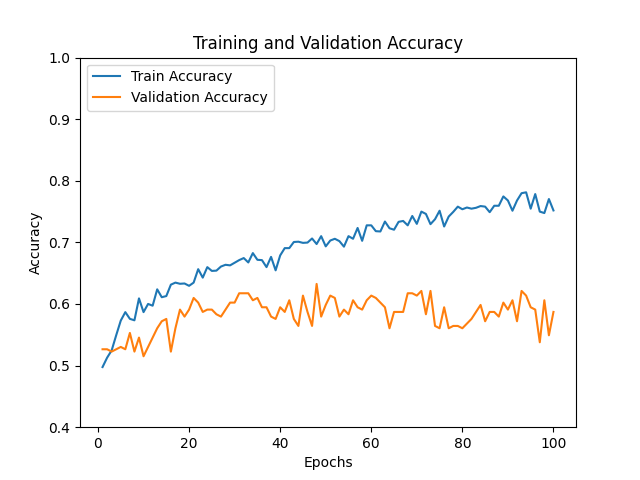 Training and Validation Accuracy
Train Accuracy
Validation Accuracy
1.0
0.9
0.8
0.7
0.6
0.5
0.4
Accuracy
0 20 40 60 80 100
Epochs